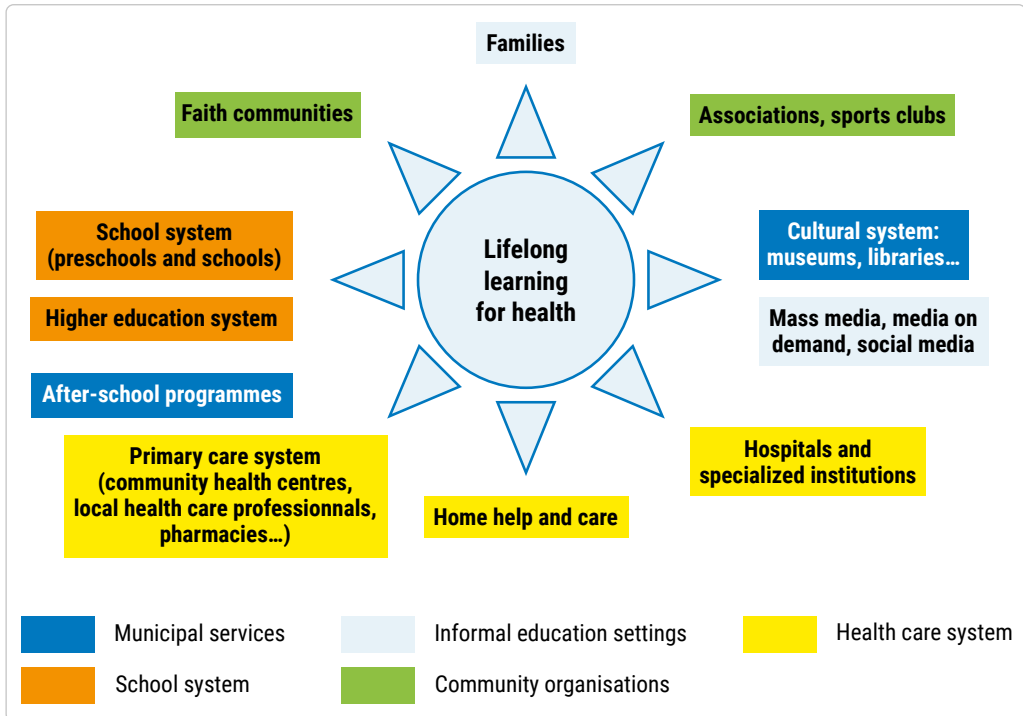 Families
Faith communities
Associations, sports clubs
School system
(preschools and schools)
Cultural system:
museums, libraries…
Lifelong
learning
for health
Higher education system
Mass media, media on
demand, social media
After-school programmes
Primary care system
(community health centres,
local health care professionnals,
pharmacies…)
Hospitals and
specialized institutions
Home help and care
Municipal services
Informal education settings
Health care system
School system
Community organisations